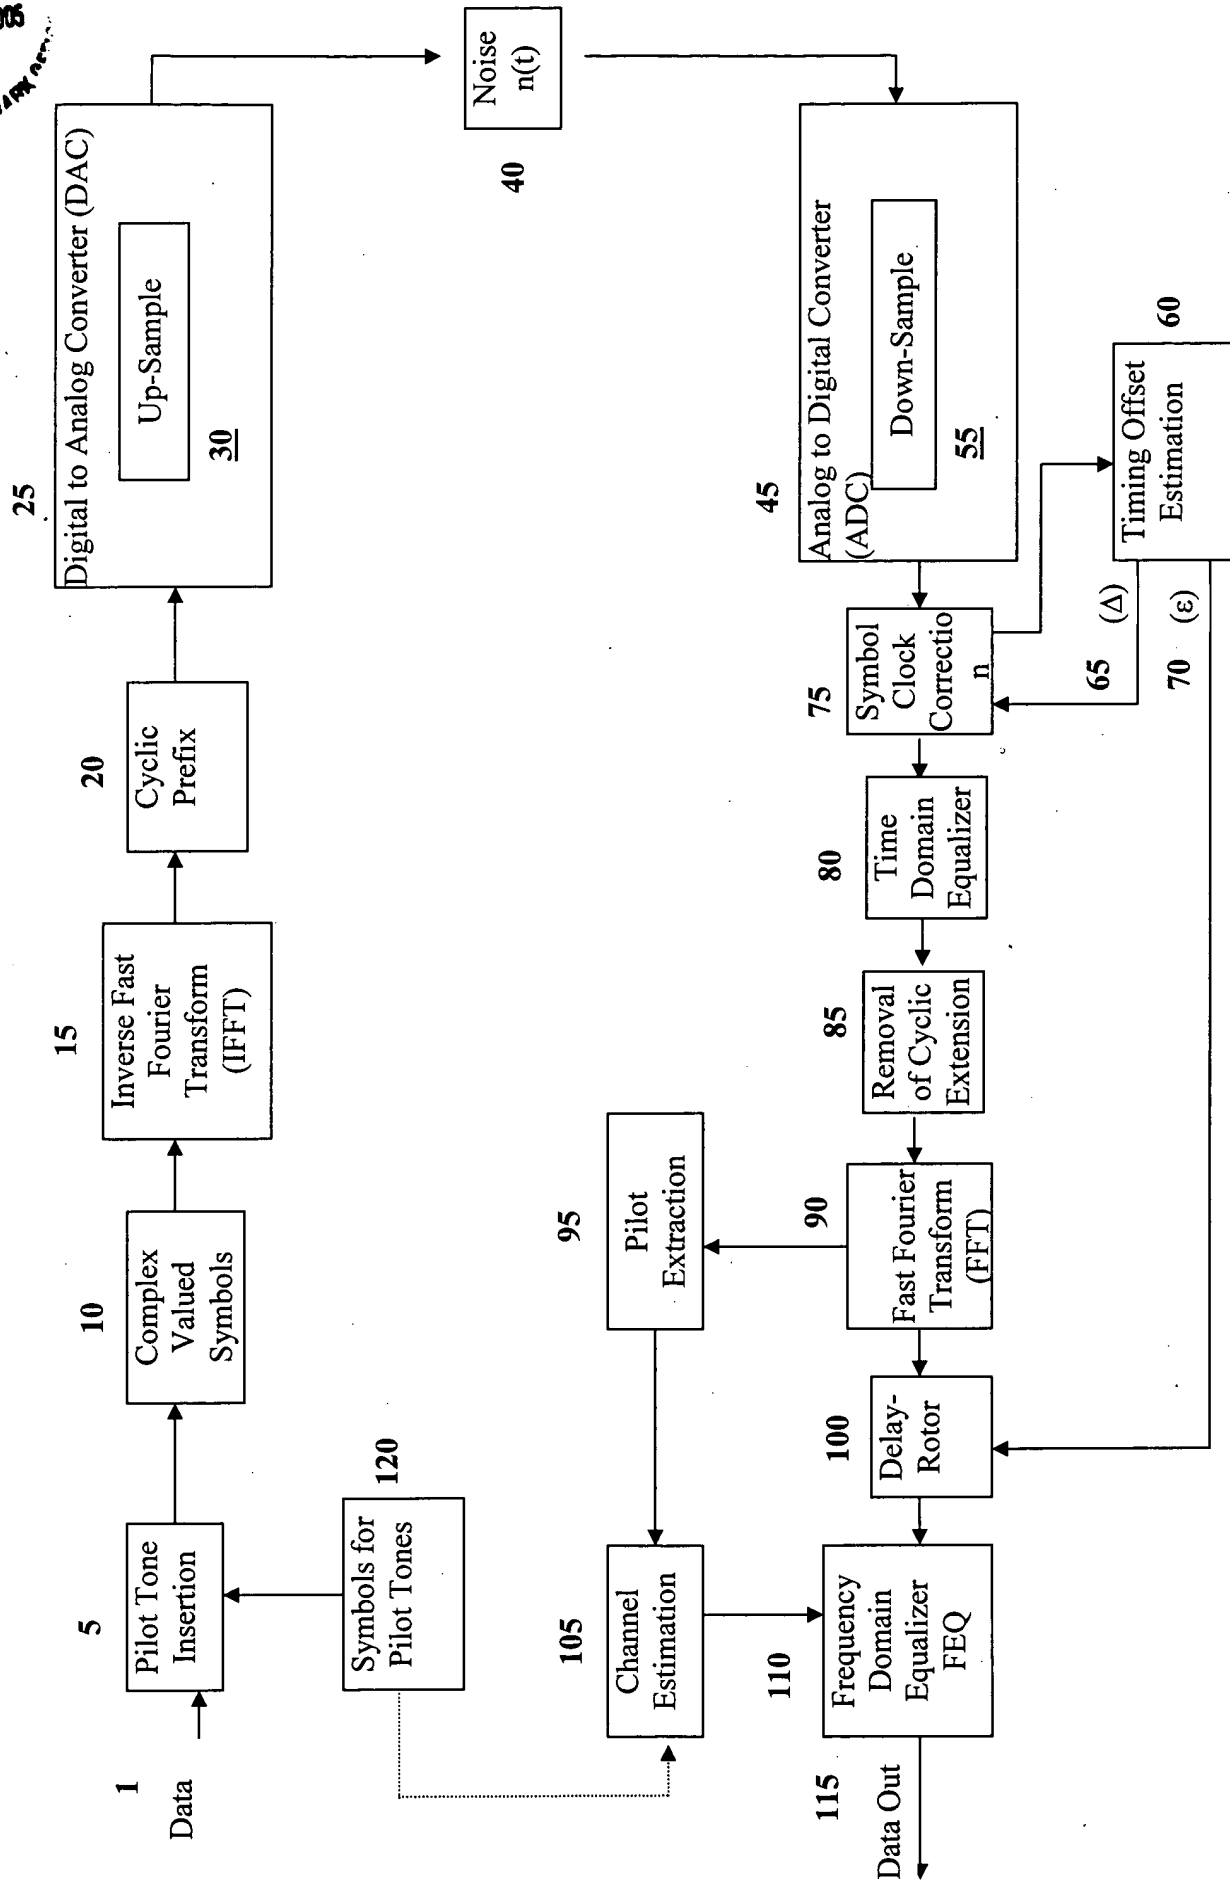 25
Digital to Analog Converter (DAC)
Up-Sample
30
20
Cyclic
Prefix
15
Inverse Fast
Fourier
Transform
(IFFT)
10
Complex
Valued
Symbols
5
Pilot Tone
Insertion
1
Data
120
Symbols for
Pilot Tones
Noise
n(t)
40
45
Analog to Digital Converter
(ADC)
Down-Sample
55
60
Timing Offset
Estimation
65
(Δ)
70
(ε)
75
Symbol
Clock
Correctio
n
80
Time
Domain
Equalizer
85
Removal
of Cyclic
Extension
90
Fast Fourier
Transform
(FFT)
95
Pilot
Extraction
100
Delay-
Rotor
105
Channel
Estimation
110
Frequency
Domain
Equalizer
FEQ
115
Data Out